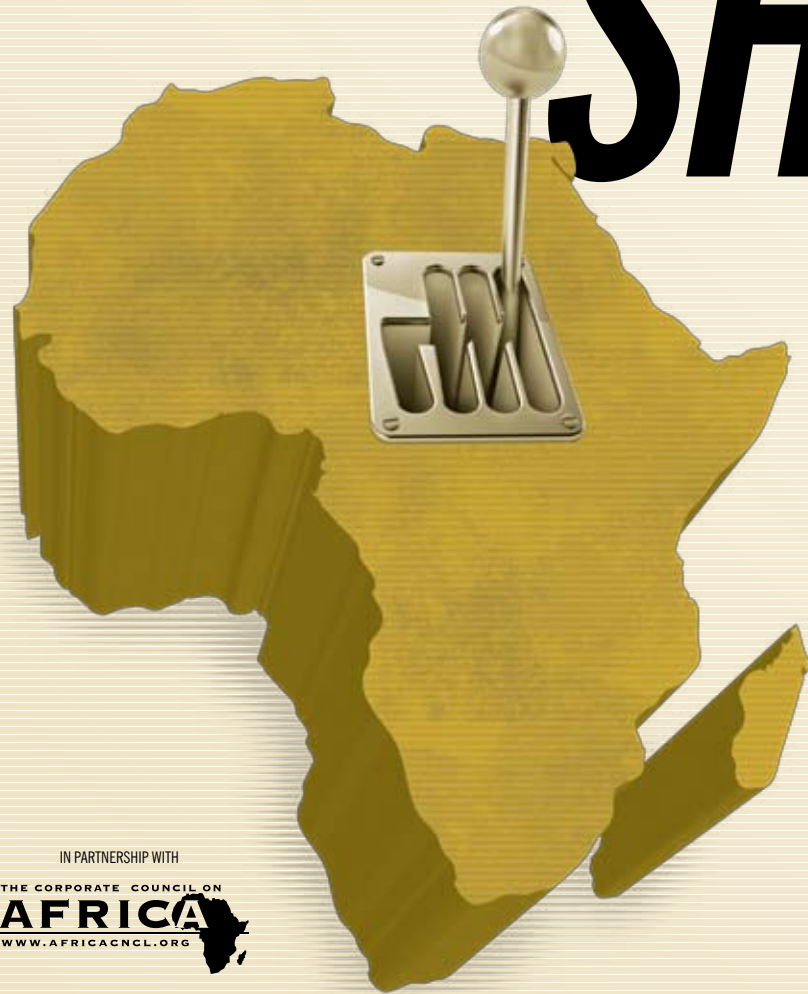 SH
IN PARTNERSHIP WITH
THE CORPORATE COUNCIL ON
AFRICA
WWW.AFRICACNCL.ORG